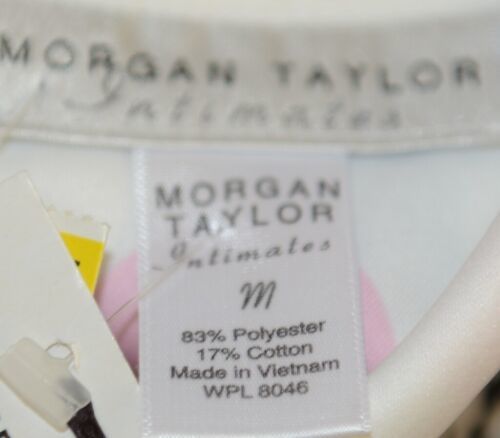 MORGAN TAYLOR
Intimates
MORGAN
TAYLOR
Intimates
M
83% Polyester
17% Cotton
Made in Vietnam
WPL 8046